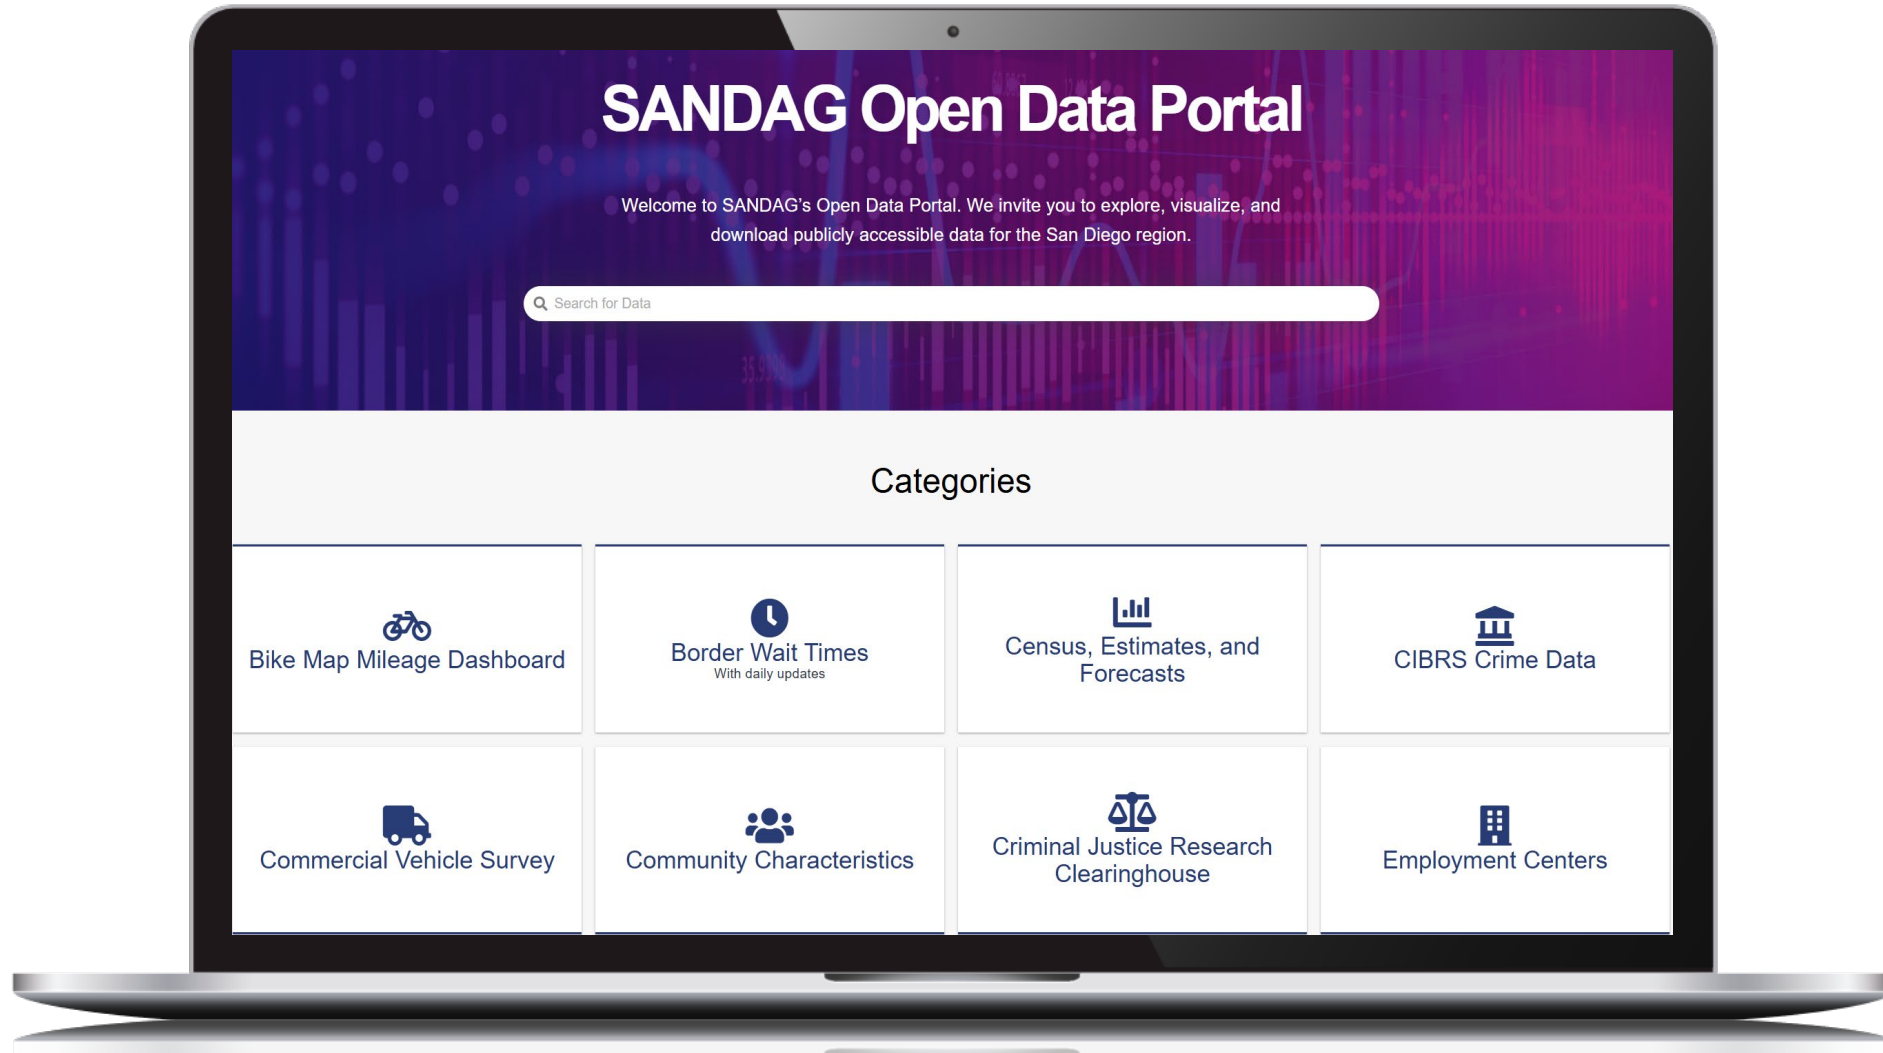 SANDAG Open Data Portal
Welcome to SANDAG's Open Data Portal. We invite you to explore, visualize, and
download publicly accessible data for the San Diego region.
Search for Data
35.9399
Categories
Bike Map Mileage Dashboard
Border Wait Times
With daily updates
Census, Estimates, and
Forecasts
CIBRS Crime Data
Commercial Vehicle Survey
Community Characteristics
Criminal Justice Research
Clearinghouse
Employment Centers